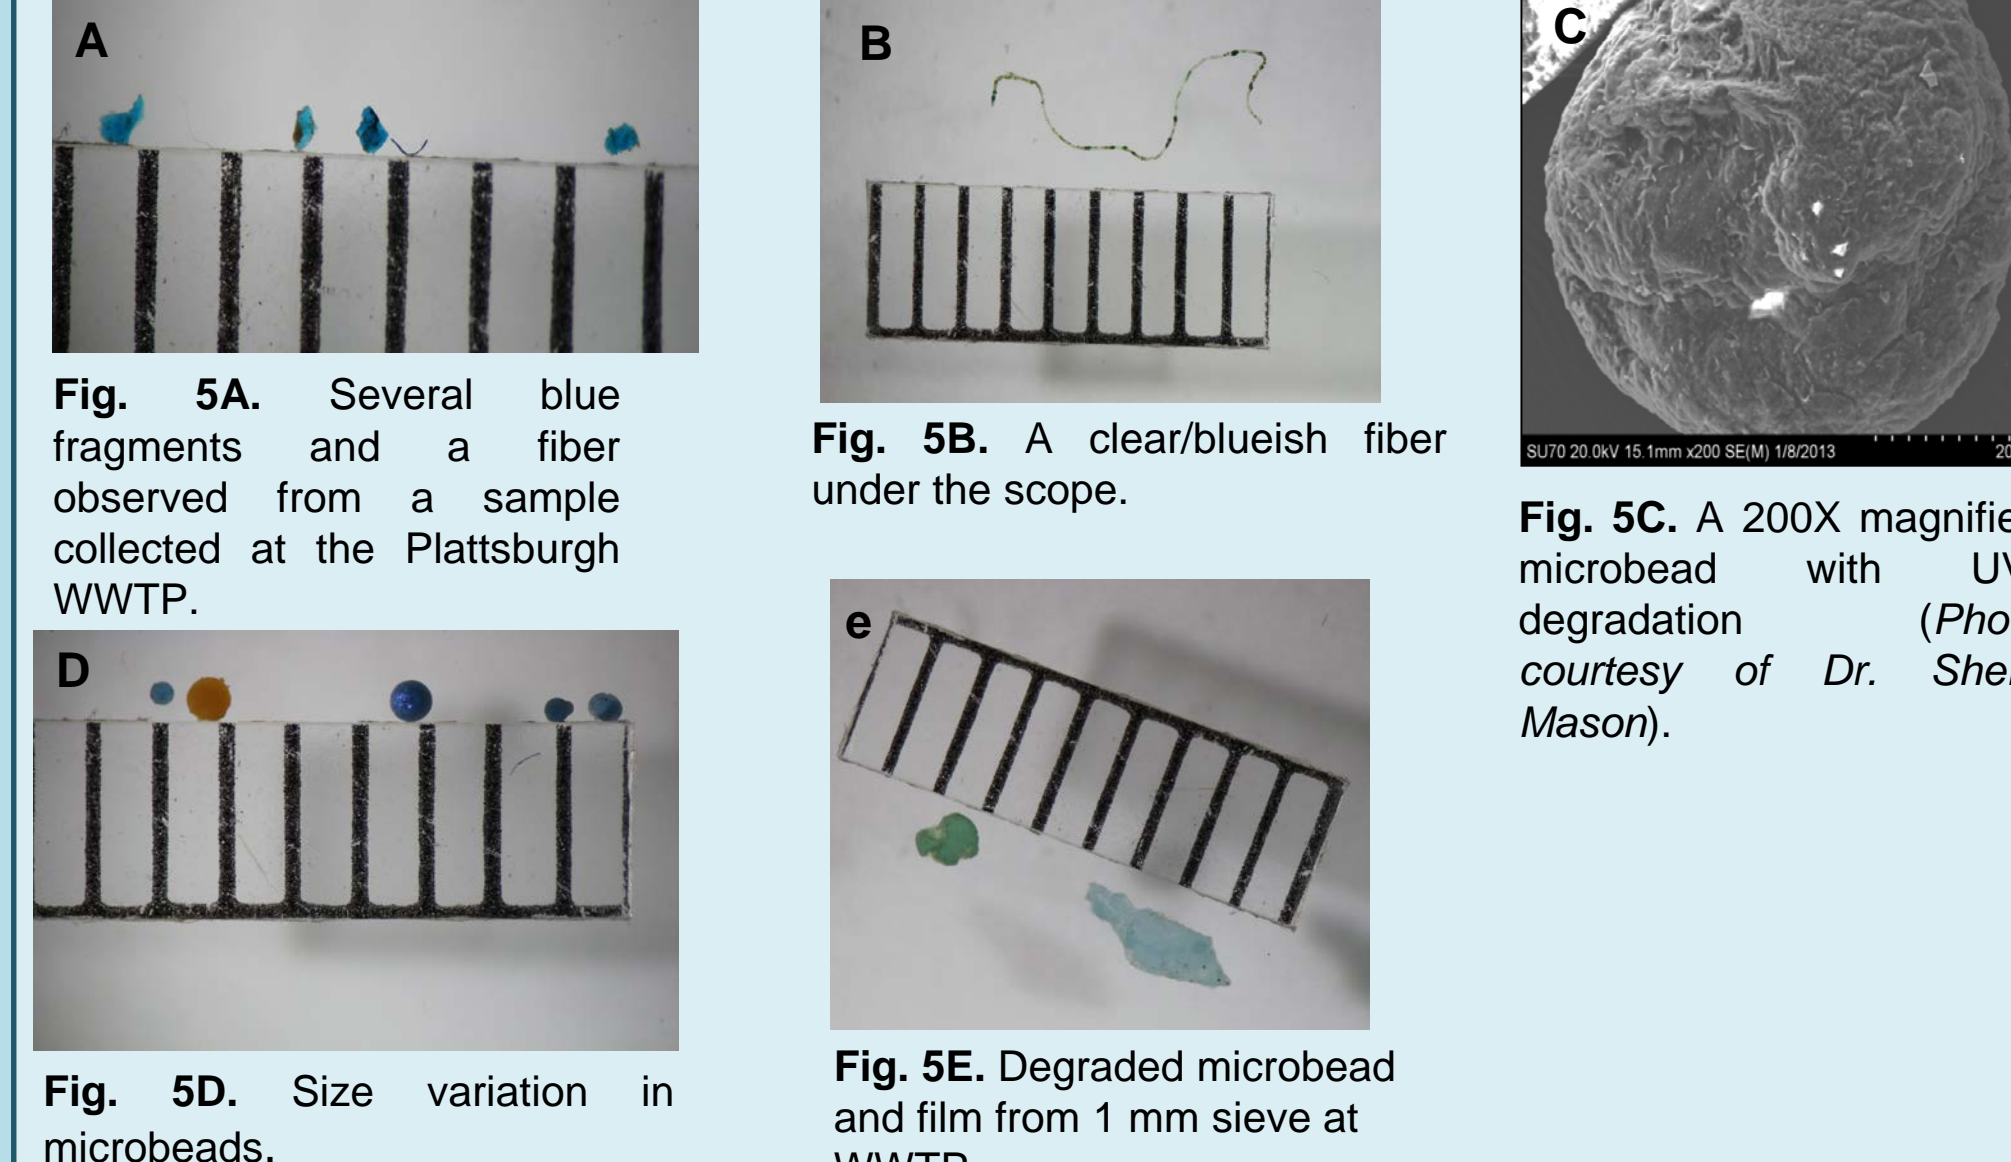 A
Fig. 5A. Several blue
fragments and a fiber
observed from a sample
collected at the Plattsburgh
WWTP.
B
Fig. 5B. A clear/blueish fiber
under the scope.
C
SU70 20.0kV 15.1mm x200 SE(M) 1/8/2013
Fig. 5C. A 200X magnifie
microbead with UV
degradation (Pho
courtesy of Dr. Sher
Mason).
D
Fig. 5D. Size variation in
microbeads.
e
Fig. 5E. Degraded microbead
and film from 1 mm sieve at
WWTP